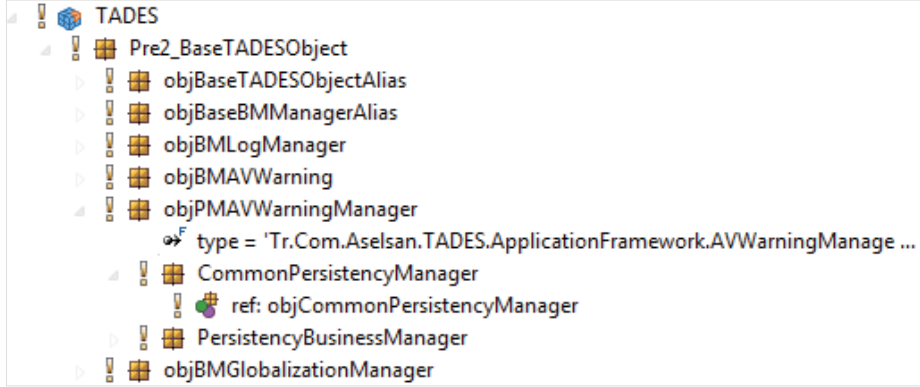 TADES
Pre2_BaseTADESObject
objBaseTADESObjectAlias
objBaseBMManagerAlias
objBMLogManager
objBMAVWarning
objPMAVWarningManager
F type = 'Tr.Com.Aselsan.TADES.ApplicationFramework.AVWarningManage ...
CommonPersistencyManager
ref: objCommonPersistencyManager
PersistencyBusinessManager
objBMGlobalizationManager